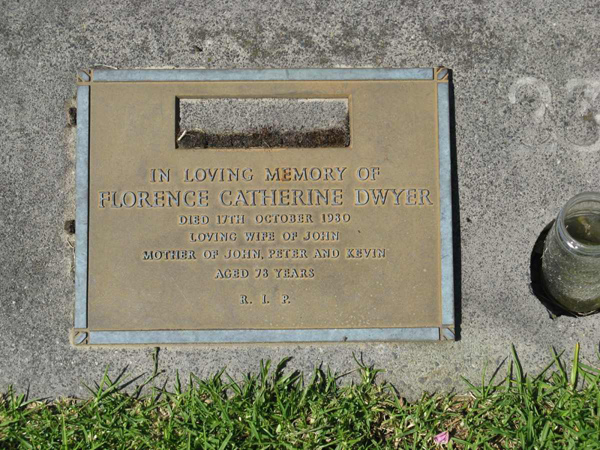 IN LOVING MEMORY OF
FLORENCE CATHERINE DWYER
DIED 17TH OCTOBER 1980
LOVING WIFE OF JOHN
MOTHER OF JOHN, PETER AND KEVIN
AGED 73 YEARS
R. I. P.